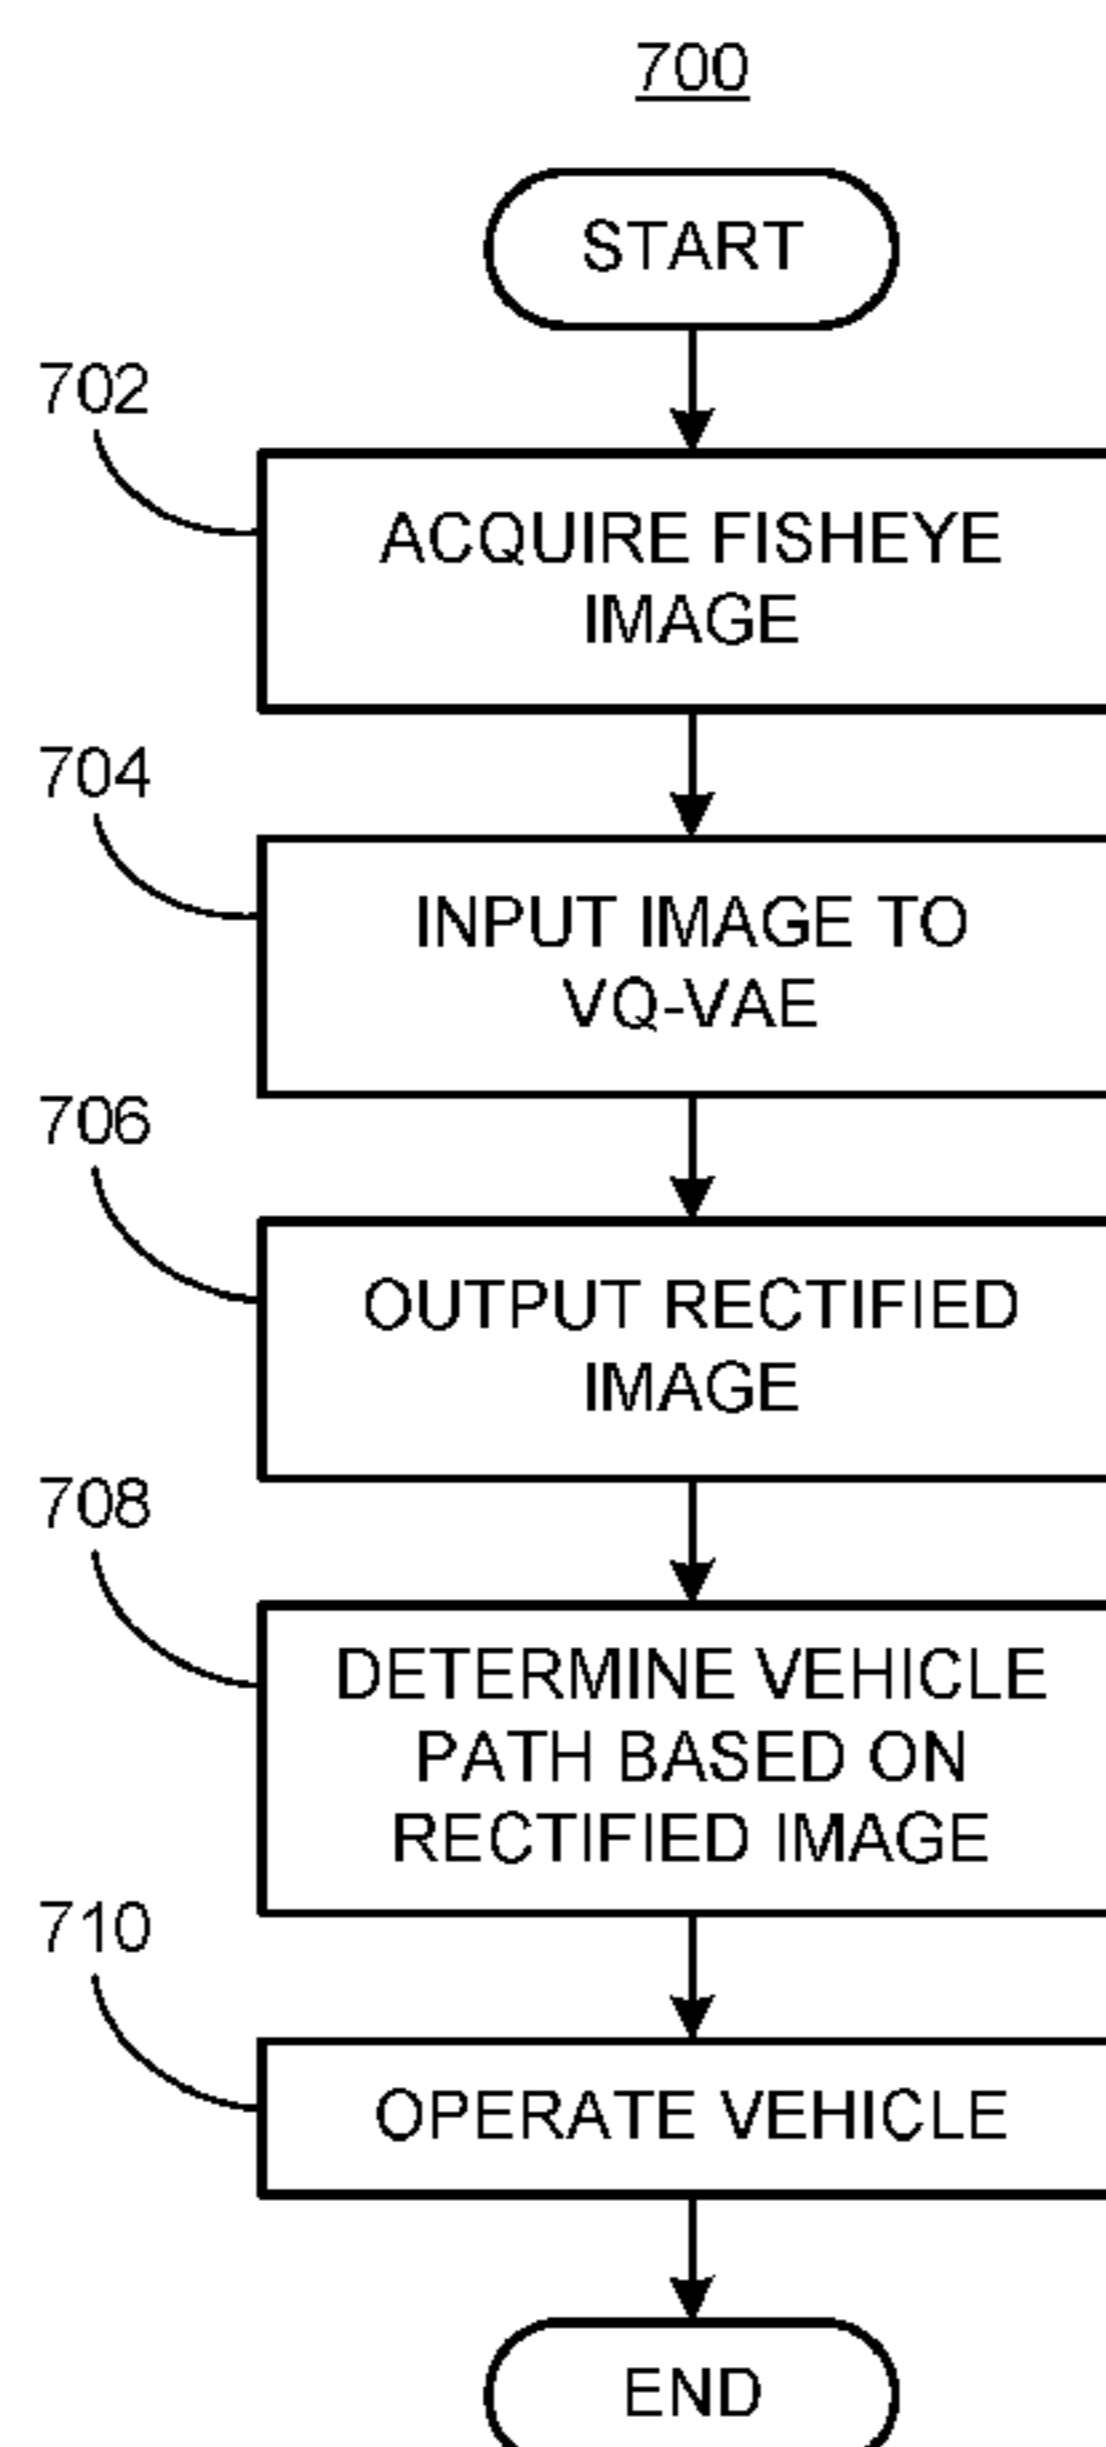 700
START
702
ACQUIRE FISHEYE
IMAGE
704
INPUT IMAGE TO
VQ-VAE
706
OUTPUT RECTIFIED
IMAGE
708
DETERMINE VEHICLE
PATH BASED ON
RECTIFIED IMAGE
710
OPERATE VEHICLE
END